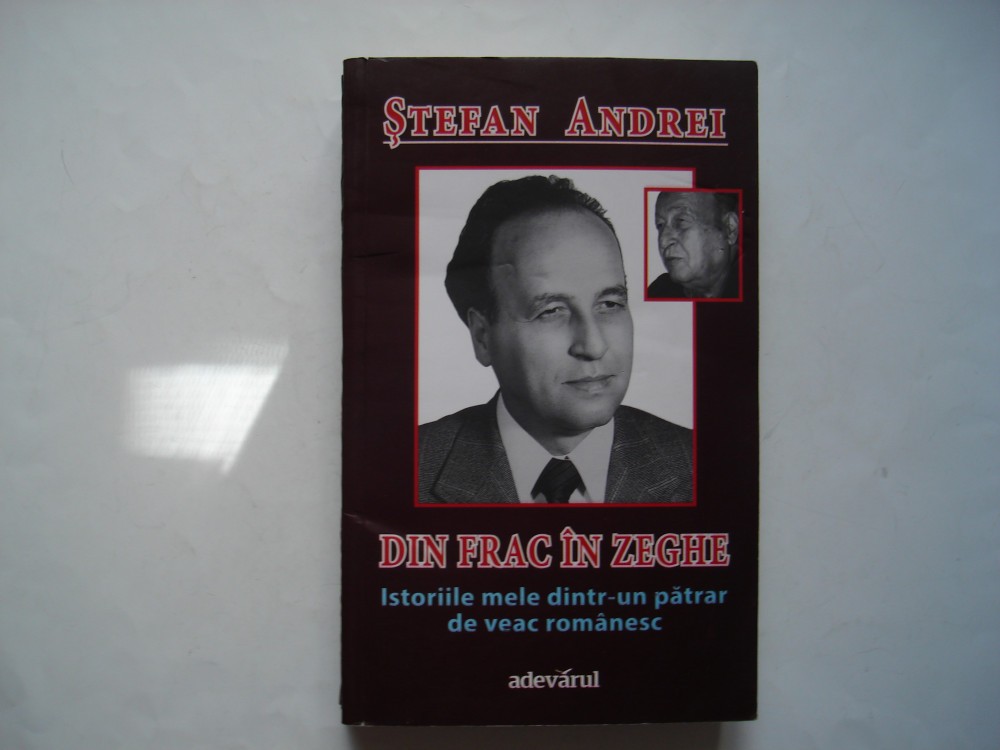 ŞTEFAN ANDREI
DIN FRAC ÎN ZEGHE
Istoriile mele dintr-un pătrar
de veac românesc
adevărul